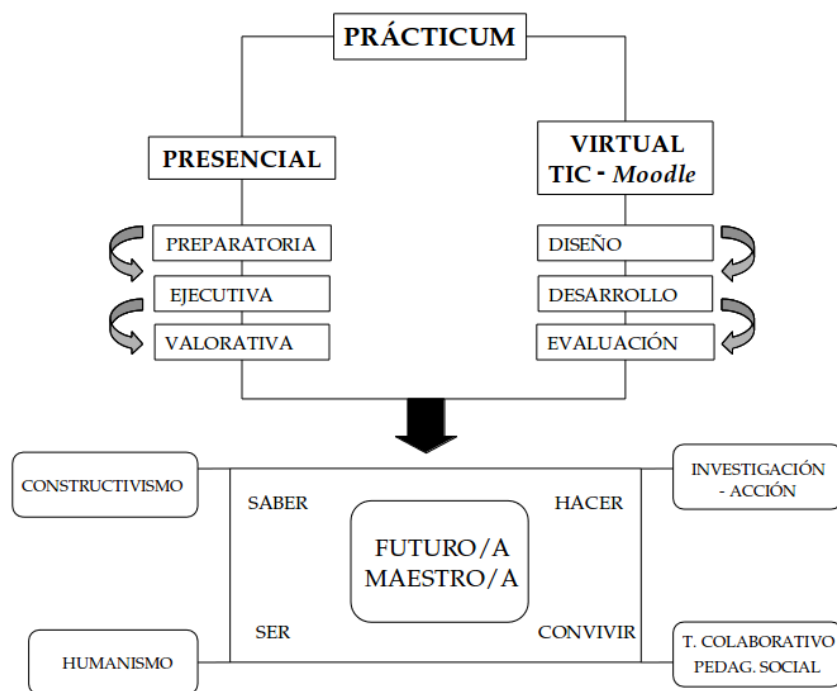 PRÁCTICUM
PRESENCIAL
VIRTUAL
TIC - Moodle
PREPARATORIA
EJECUTIVA
VALORATIVA
DISEÑO
DESARROLLO
EVALUACIÓN
CONSTRUCTIVISMO
INVESTIGACIÓN
- ACCIÓN
SABER
HACER
FUTURO/A
MAESTRO/A
SER
CONVIVIR
HUMANISMO
T. COLABORATIVO
PEDAG. SOCIAL